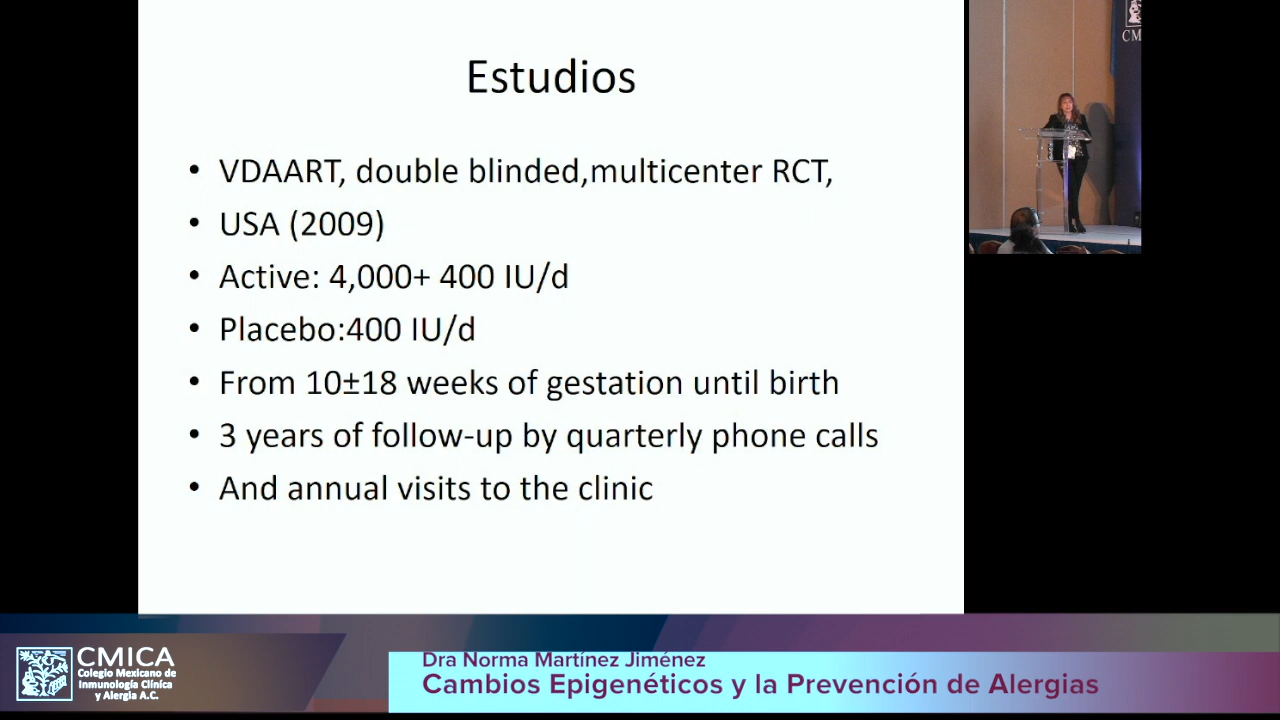 Estudios
• VDAART, double blinded,multicenter RCT,
• USA (2009)
• Active: 4,000+ 400 IU/d
• Placebo:400 IU/d
• From 10±18 weeks of gestation until birth
• 3 years of follow-up by quarterly phone calls
• And annual visits to the clinic
CM
CMICA
Colegio Mexicano de
Inmunología Clínica
y Alergia A.C.
Dra Norma Martínez Jiménez
Cambios Epigenéticos y la Prevención de Alergias